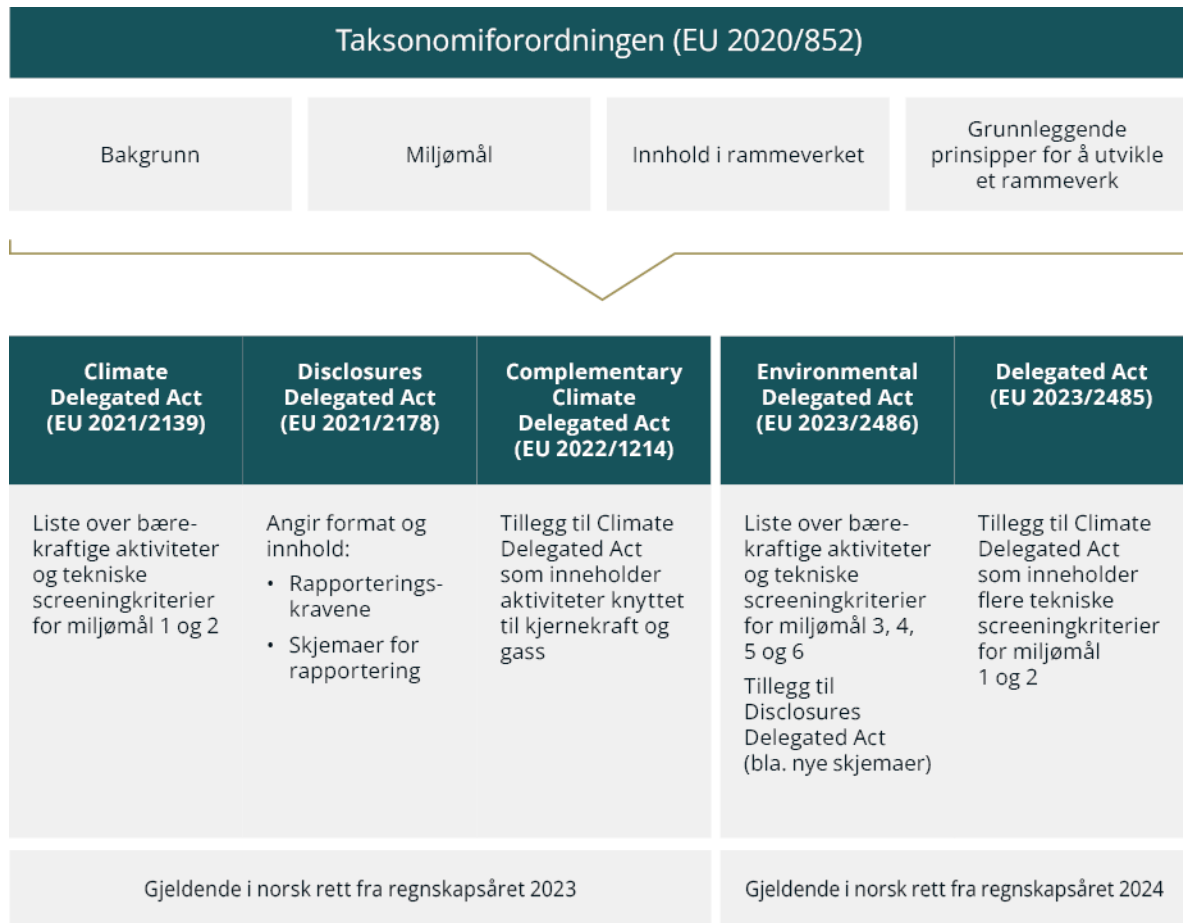 Taksonomiforordningen (EU 2020/852)
Bakgrunn
Miljømål
Innhold i rammeverket
Grunnleggende
prinsipper for å utvikle
et rammeverk
Climate
Delegated Act
(EU 2021/2139)
Disclosures
Delegated Act
(EU 2021/2178)
Complementary
Climate
Delegated Act
(EU 2022/1214)
Environmental
Delegated Act
(EU 2023/2486)
Delegated Act
(EU 2023/2485)
Liste over bære-
kraftige aktiviteter
og tekniske
screeningkriterier
for miljømål 1 og 2
Angir format og
innhold:
• Rapporterings-
kravene
• Skjemaer for
rapportering
Tillegg til Climate
Delegated Act
som inneholder
aktiviteter knyttet
til kjernekraft og
gass
Liste over bære-
kraftige aktiviteter
og tekniske
screeningkriterier
for miljømål 3, 4,
5 og 6
Tillegg til
Disclosures
Delegated Act
(bla. nye skjemaer)
Tillegg til Climate
Delegated Act
som inneholder
flere tekniske
screeningkriterier
for miljømål
1 og 2
Gjeldende i norsk rett fra regnskapsåret 2023
Gjeldende i norsk rett fra regnskapsåret 2024